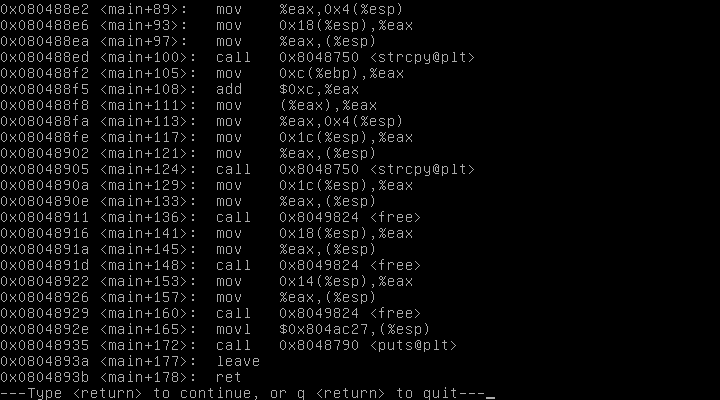 0x080488e2 <main+89>:	mov    %eax,0x4(%esp)
0x080488e6 <main+93>:	mov    0x18(%esp),%eax
0x080488ea <main+97>:	mov    %eax,(%esp)
0x080488ed <main+100>:	call   0x8048750 <strcpy@plt>
0x080488f2 <main+105>:	mov    0xc(%ebp),%eax
0x080488f5 <main+108>:	add    $0xc,%eax
0x080488f8 <main+111>:	mov    (%eax),%eax
0x080488fa <main+113>:	mov    %eax,0x4(%esp)
0x080488fe <main+117>:	mov    0x1c(%esp),%eax
0x08048902 <main+121>:	mov    %eax,(%esp)
0x08048905 <main+124>:	call   0x8048750 <strcpy@plt>
0x0804890a <main+129>:	mov    0x1c(%esp),%eax
0x0804890e <main+133>:	mov    %eax,(%esp)
0x08048911 <main+136>:	call   0x8049824 <free>
0x08048916 <main+141>:	mov    0x18(%esp),%eax
0x0804891a <main+145>:	mov    %eax,(%esp)
0x0804891d <main+148>:	call   0x8049824 <free>
0x08048922 <main+153>:	mov    0x14(%esp),%eax
0x08048926 <main+157>:	mov    %eax,(%esp)
0x08048929 <main+160>:	call   0x8049824 <free>
0x0804892e <main+165>:	movl   $0x804ac27,(%esp)
0x08048935 <main+172>:	call   0x8048790 <puts@plt>
0x0804893a <main+177>:	leave
0x0804893b <main+178>:	ret
---Type <return> to continue, or q <return> to quit---